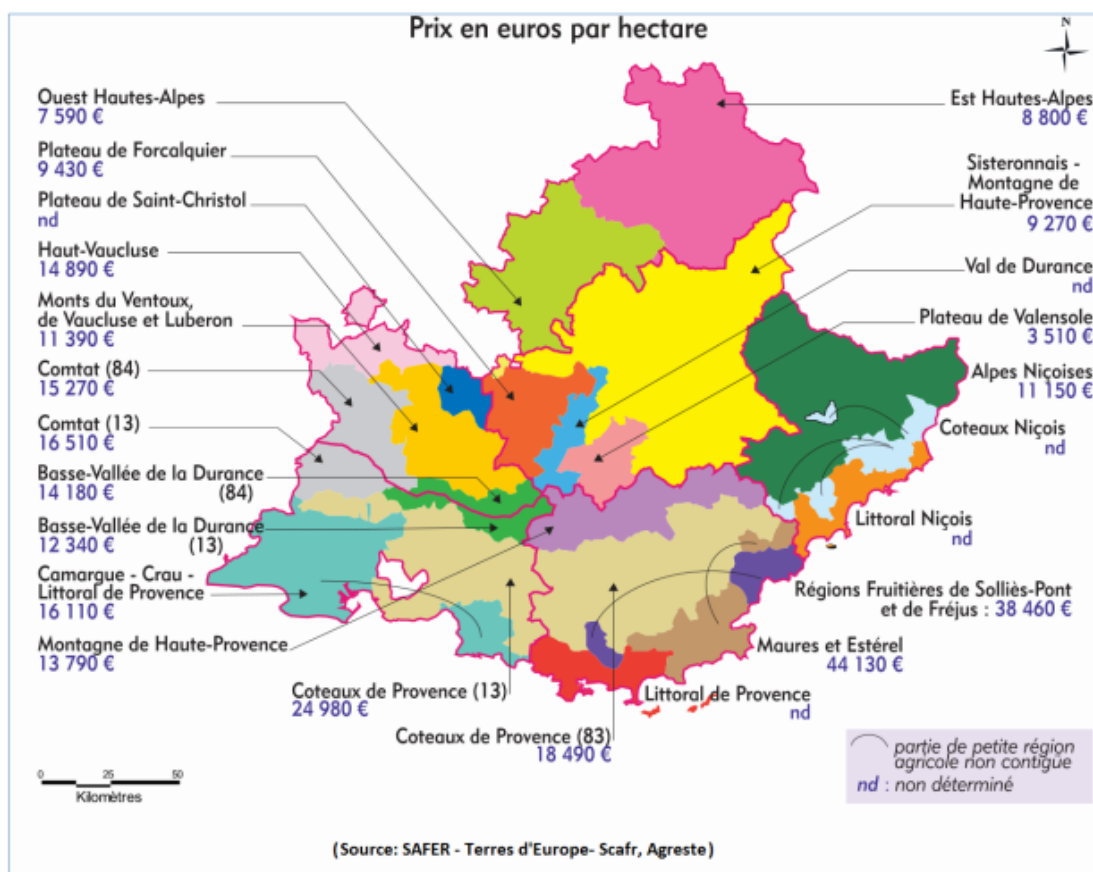 Prix en euros par hectare
N
Ouest Hautes-Alpes
7 590 €
Plateau de Forcalquier
9 430 €
Plateau de Saint-Christol
nd
Haut-Vaucluse
14 890 €
Monts du Ventoux,
de Vaucluse et Luberon
11 390 €
Comtat (84)
15 270 €
Comtat (13)
16 510 €
Basse-Vallée de la Durance
14 180 € (84)
Basse-Vallée de la Durance
12 340 € (13)
Camargue - Crau -
Littoral de Provence
16 110 €
Montagne de Haute-Provence
13 790 €
Coteaux de Provence (13)
24 980 €
Coteaux de Provence (83)
18 490 €
Est Hautes-Alpes
8 800 €
Sisteronnais -
Montagne de
Haute-Provence
9 270 €
Val de Durance
nd
Plateau de Valensole
3 510 €
Alpes Niçoises
11 150 €
Coteaux Niçois
nd
Littoral Niçois
nd
Régions Fruitières de Solliès-Pont
et de Fréjus : 38 460 €
Maures et Estérel
44 130 €
Littoral de Provence
nd
partie de petite région
agricole non contigüe
nd : non déterminé
0 25 50
Kilomètres
(Source: SAFER - Terres d'Europe- Scafr, Agreste)